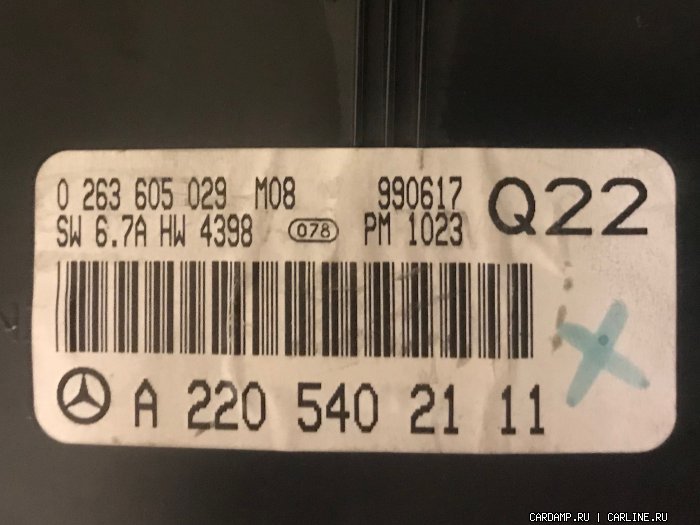 0 263 605 029 M08 990617 Q22
SW 6.7A HW 4398 078 PM 1023
A 220 540 21 11
CARDAMP.RU | CARLINE.RU